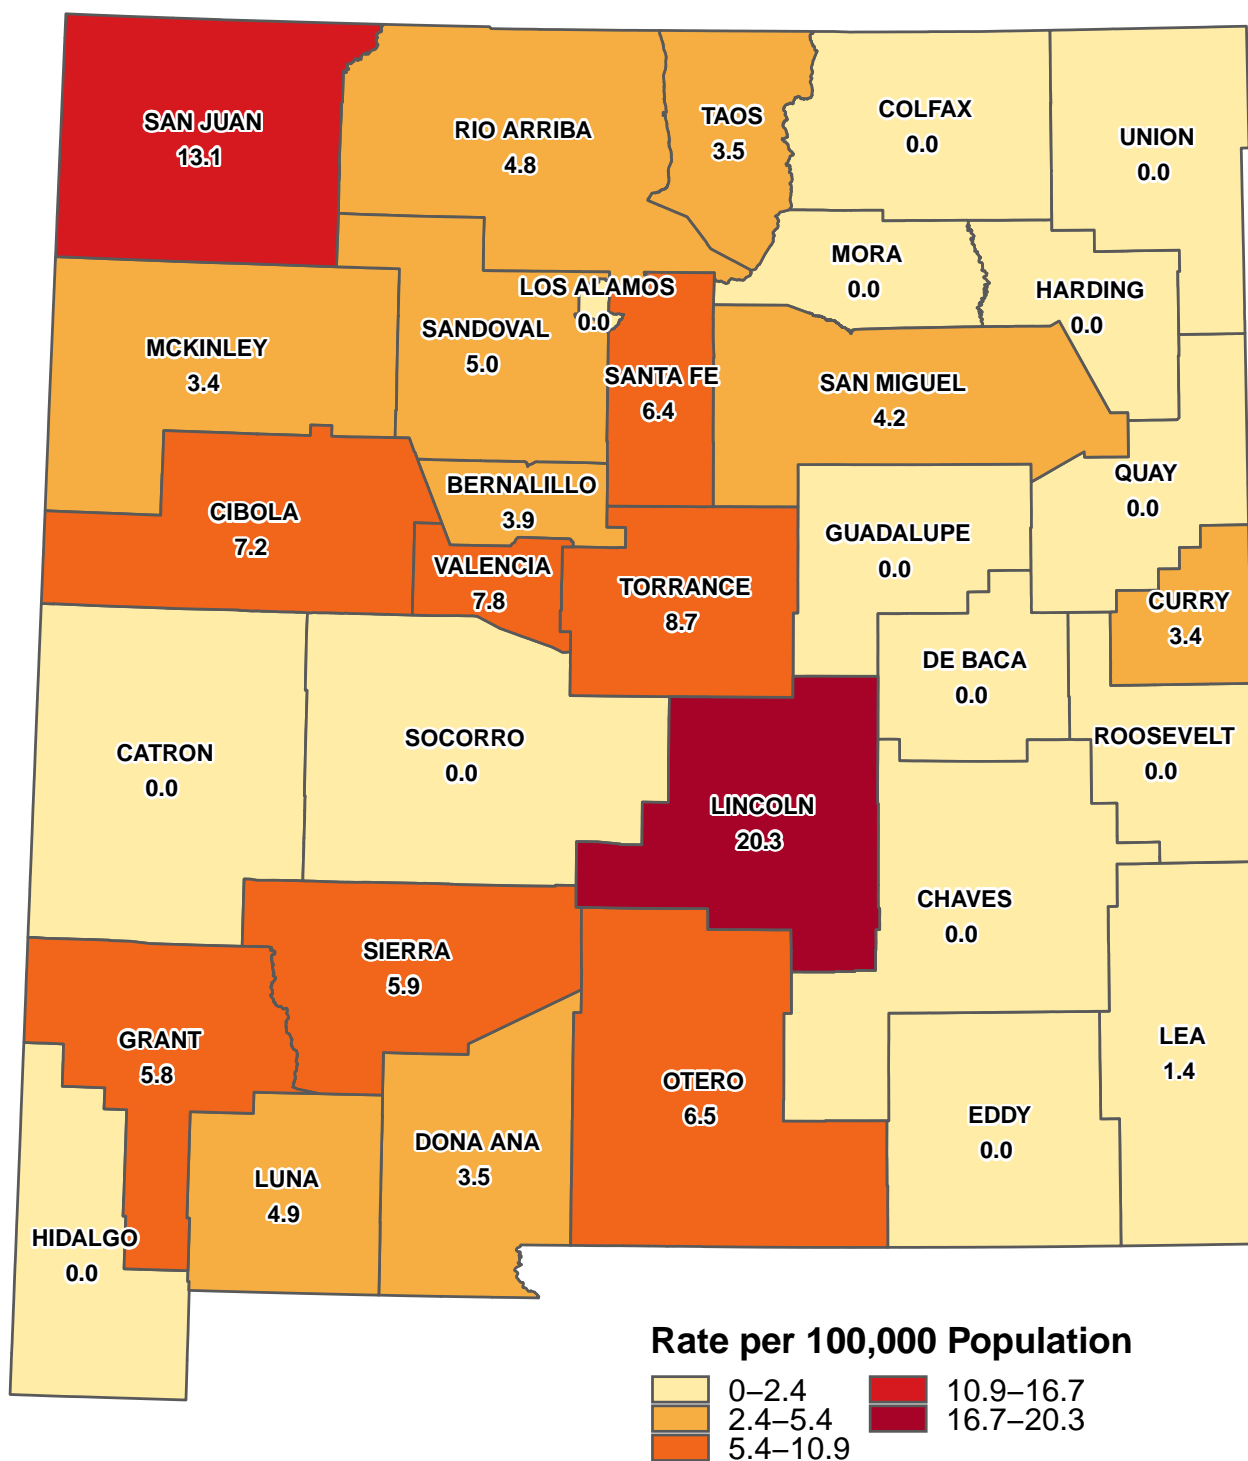 SAN JUAN
13.1
RIO ARRIBA
4.8
TAOS
3.5
COLFAX
0.0
UNION
0.0
MORA
0.0
HARDING
0.0
LOS ALAMOS
0.0
SANDOVAL
5.0
MCKINLEY
3.4
SANTA FE
6.4
SAN MIGUEL
4.2
QUAY
0.0
BERNALILLO
3.9
CIBOLA
7.2
GUADALUPE
0.0
VALENCIA
7.8
TORRANCE
8.7
CURRY
3.4
DE BACA
0.0
ROOSEVELT
0.0
CATRON
0.0
SOCORRO
0.0
LINCOLN
20.3
CHAVES
0.0
SIERRA
5.9
GRANT
5.8
LEA
1.4
OTERO
6.5
EDDY
0.0
DONA ANA
3.5
LUNA
4.9
HIDALGO
0.0
Rate per 100,000 Population
0–2.4
2.4–5.4
5.4–10.9
10.9–16.7
16.7–20.3